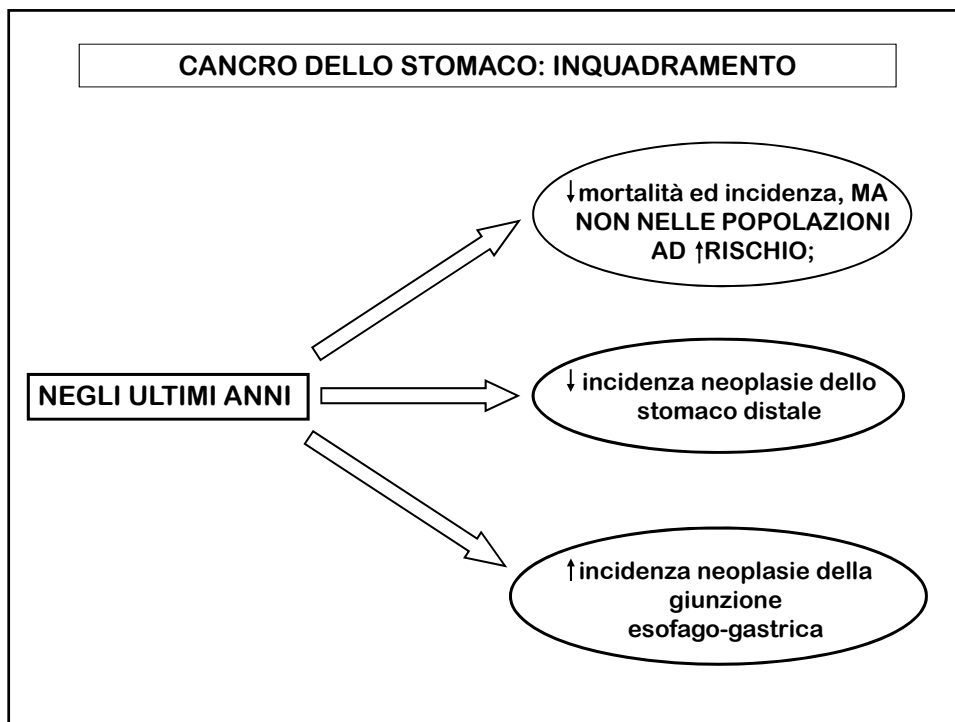 CANCRO DELLO STOMACO: INQUADRAMENTO
↓mortalità ed incidenza, MA
NON NELLE POPOLAZIONI
AD ↑RISCHIO;
NEGLI ULTIMI ANNI
↓ incidenza neoplasie dello
stomaco distale
↑incidenza neoplasie della
giunzione
esofago-gastrica